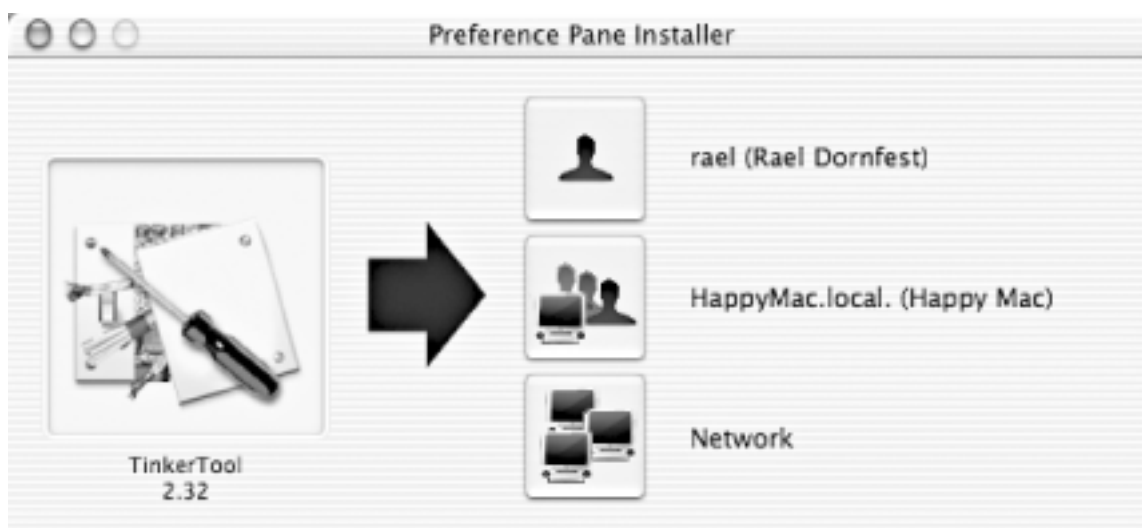 Preference Pane Installer
rael (Rael Dornfest)
HappyMac.local. (Happy Mac)
Network
TinkerTool
2.32